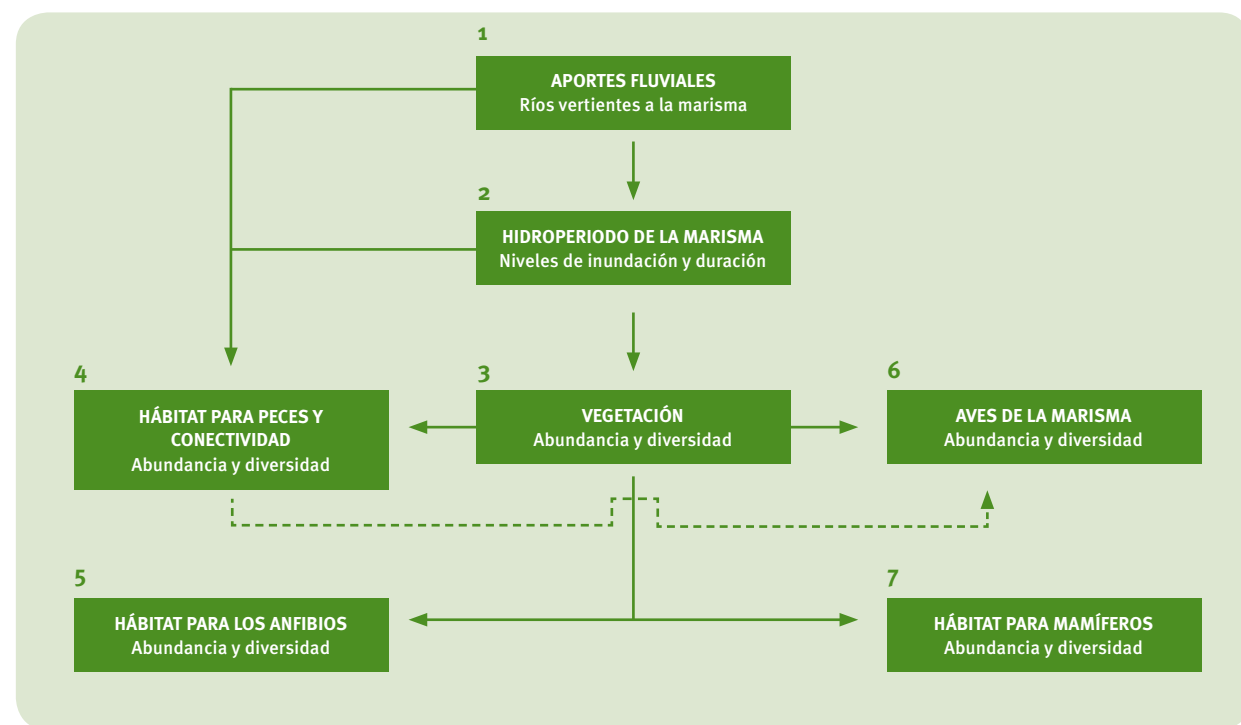 1
APORTES FLUVIALES
Ríos vertientes a la marisma
2
HIDROPERIODO DE LA MARISMA
Niveles de inundación y duración
4
HÁBITAT PARA PECES Y
CONECTIVIDAD
Abundancia y diversidad
3
VEGETACIÓN
Abundancia y diversidad
6
AVES DE LA MARISMA
Abundancia y diversidad
5
HÁBITAT PARA LOS ANFIBIOS
Abundancia y diversidad
7
HÁBITAT PARA MAMÍFEROS
Abundancia y diversidad